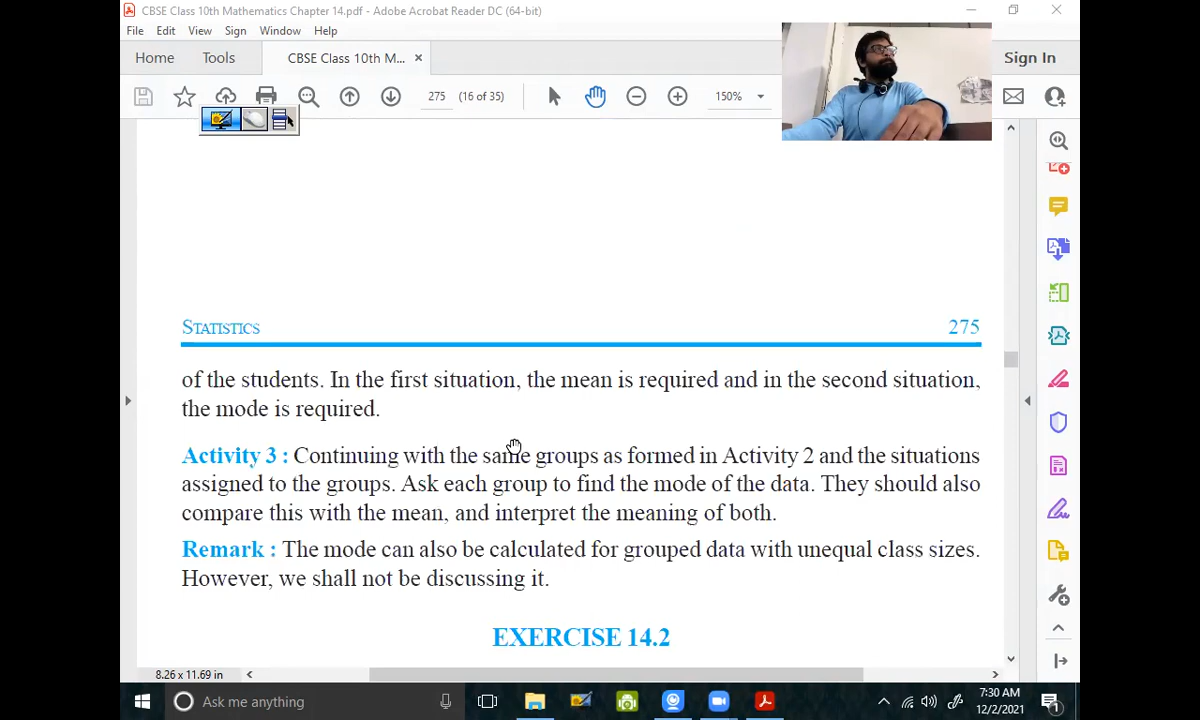 CBSE Class 10th Mathematics Chapter 14.pdf - Adobe Acrobat Reader DC (64-bit)
File Edit View Sign Window Help
Home Tools CBSE Class 10th M... × Sign In
275 (16 of 35) 150%
STATISTICS 275
of the students. In the first situation, the mean is required and in the second situation,
the mode is required.
Activity 3 : Continuing with the same groups as formed in Activity 2 and the situations
assigned to the groups. Ask each group to find the mode of the data. They should also
compare this with the mean, and interpret the meaning of both.
Remark : The mode can also be calculated for grouped data with unequal class sizes.
However, we shall not be discussing it.
EXERCISE 14.2
8.26 x 11.69 in
Ask me anything
7:30 AM
12/2/2021
1